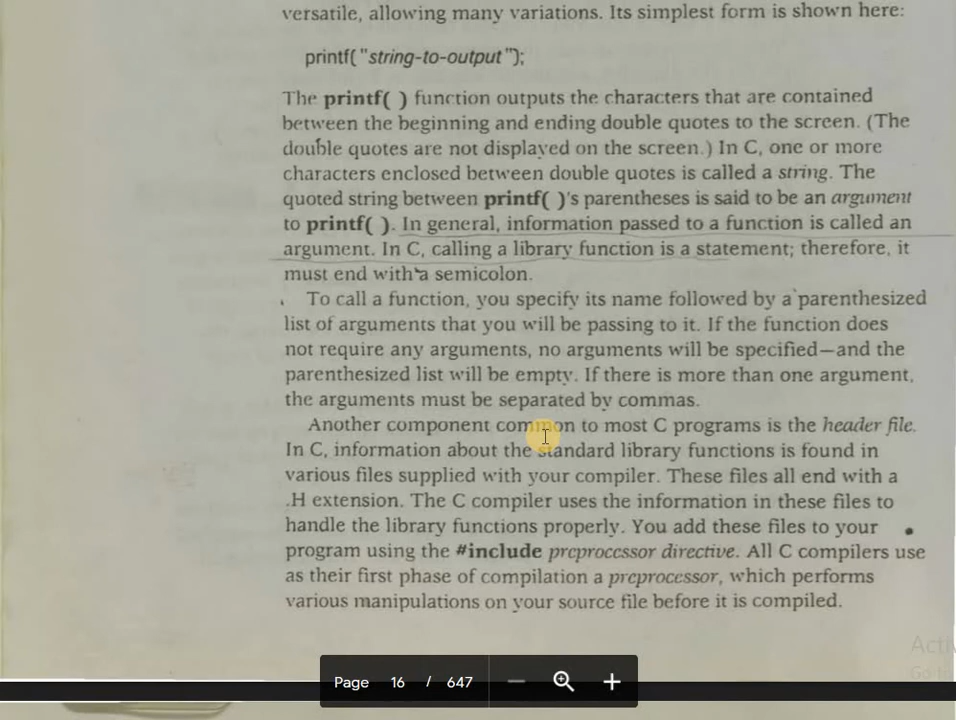 versatile, allowing many variations. Its simplest form is shown here:
printf("string-to-output");
The printf( ) function outputs the characters that are contained
between the beginning and ending double quotes to the screen. (The
double quotes are not displayed on the screen.) In C, one or more
characters enclosed between double quotes is called a string. The
quoted string between printf( )'s parentheses is said to be an argument
to printf( ). In general, information passed to a function is called an
argument. In C, calling a library function is a statement; therefore, it
must end with a semicolon.
To call a function, you specify its name followed by a parenthesized
list of arguments that you will be passing to it. If the function does
not require any arguments, no arguments will be specified—and the
parenthesized list will be empty. If there is more than one argument,
the arguments must be separated by commas.
Another component common to most C programs is the header file.
In C, information about the standard library functions is found in
various files supplied with your compiler. These files all end with a
.H extension. The C compiler uses the information in these files to
handle the library functions properly. You add these files to your
program using the #include preprocessor directive. All C compilers use
as their first phase of compilation a preprocessor, which performs
various manipulations on your source file before it is compiled.
Page 16 / 647